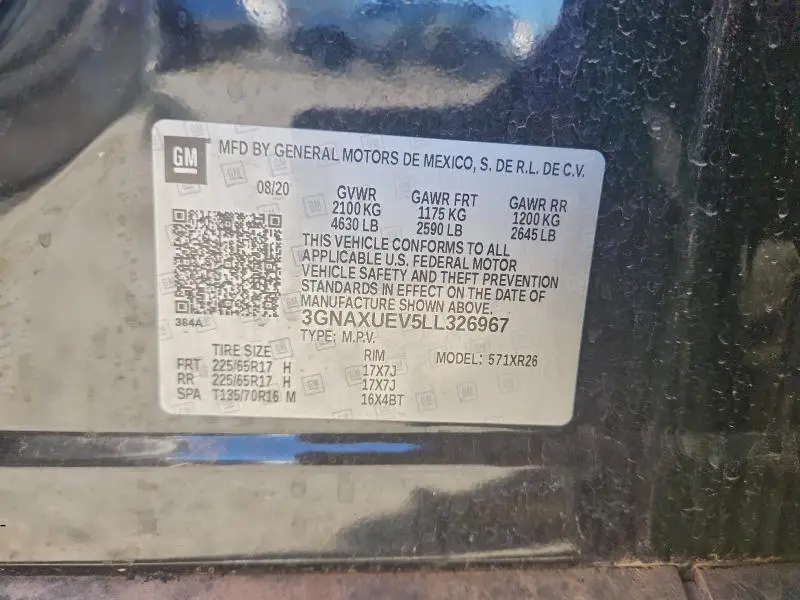 GM MFD BY GENERAL MOTORS DE MEXICO, S. DE R.L. DE C.V.
08/20 GVWR GAWR FRT GAWR RR
2100 KG 1175 KG 1200 KG
4630 LB 2590 LB 2645 LB
THIS VEHICLE CONFORMS TO ALL
APPLICABLE U.S. FEDERAL MOTOR
VEHICLE SAFETY AND THEFT PREVENTION
STANDARDS IN EFFECT ON THE DATE OF
MANUFACTURE SHOWN ABOVE.
384A 3GNAXUEV5LL326967
TYPE: M.P.V.
TIRE SIZE RIM MODEL: 571XR26
FRT 225/65R17 H 17X7J
RR 225/65R17 H 17X7J
SPA T135/70R16 M 16X4BT